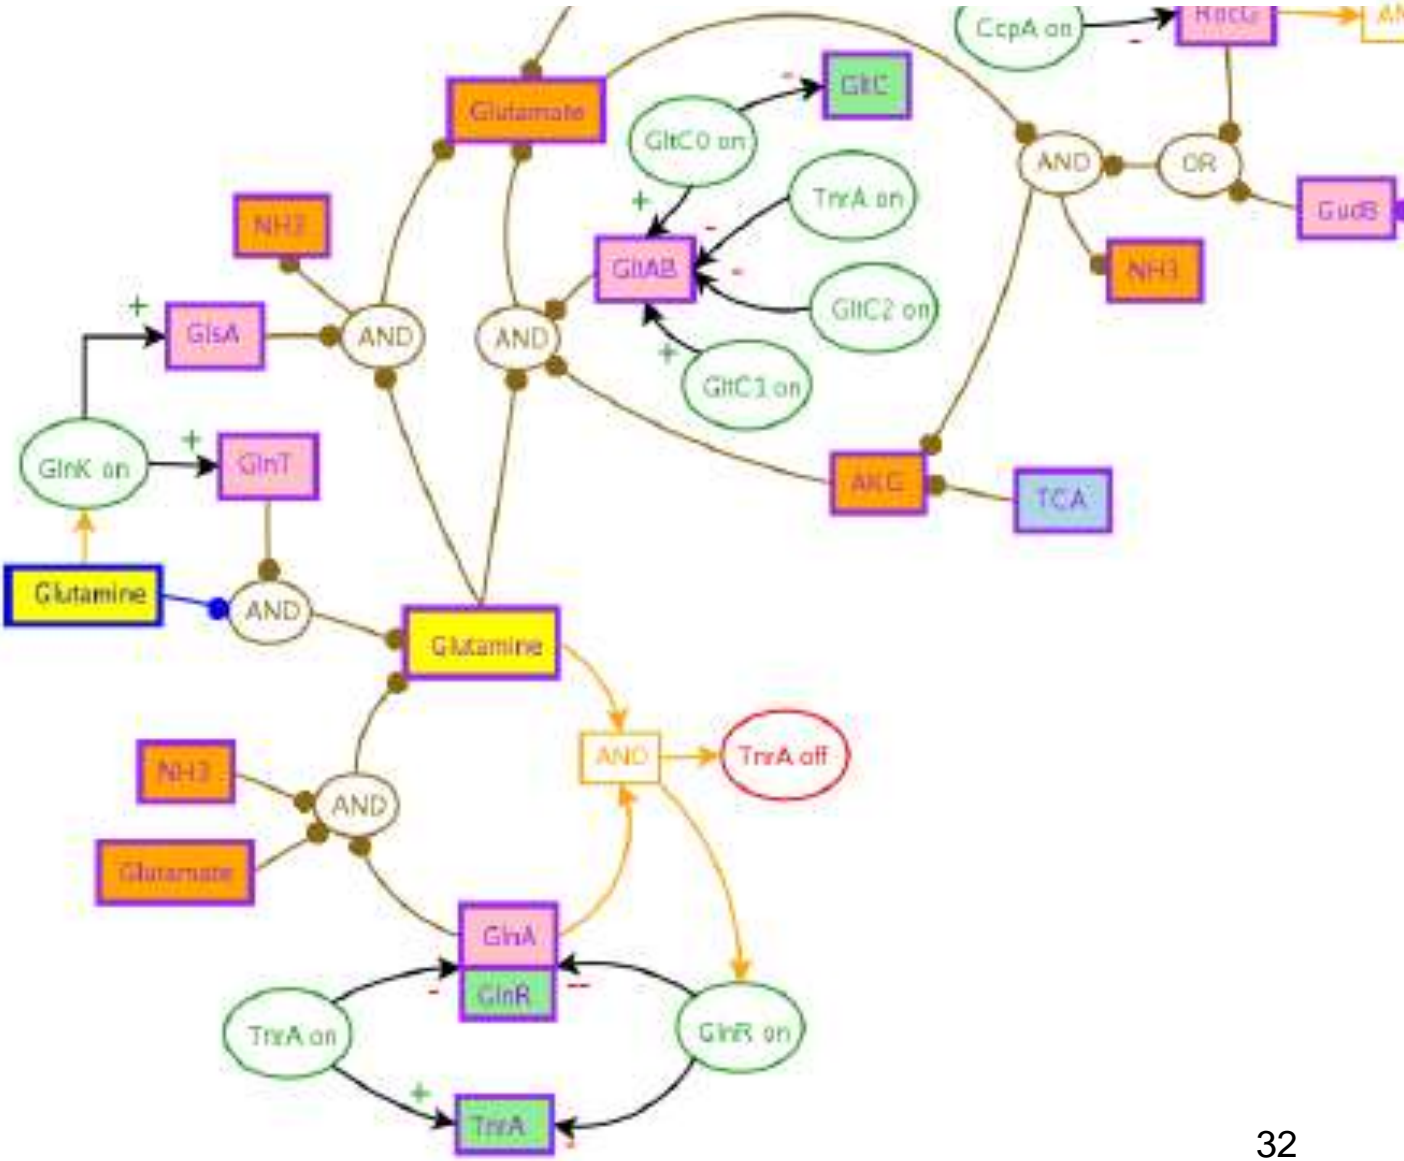 CcpA on
RocG
AN
-
Glutamate
-
GltC
GltC0 on
AND
OR
+
TnrA on
GudB
NH3
-
GltAB
-
NH3
+
GlsA
AND
AND
GltC2 on
+
GltC1 on
+
GlnK on
GlnT
AKG
TCA
Glutamine
AND
Glutamine
AND
TnrA off
NH3
AND
Glutamate
GlnA
-
GlnR
--
TnrA on
GlnR on
+
TnrA
-
32